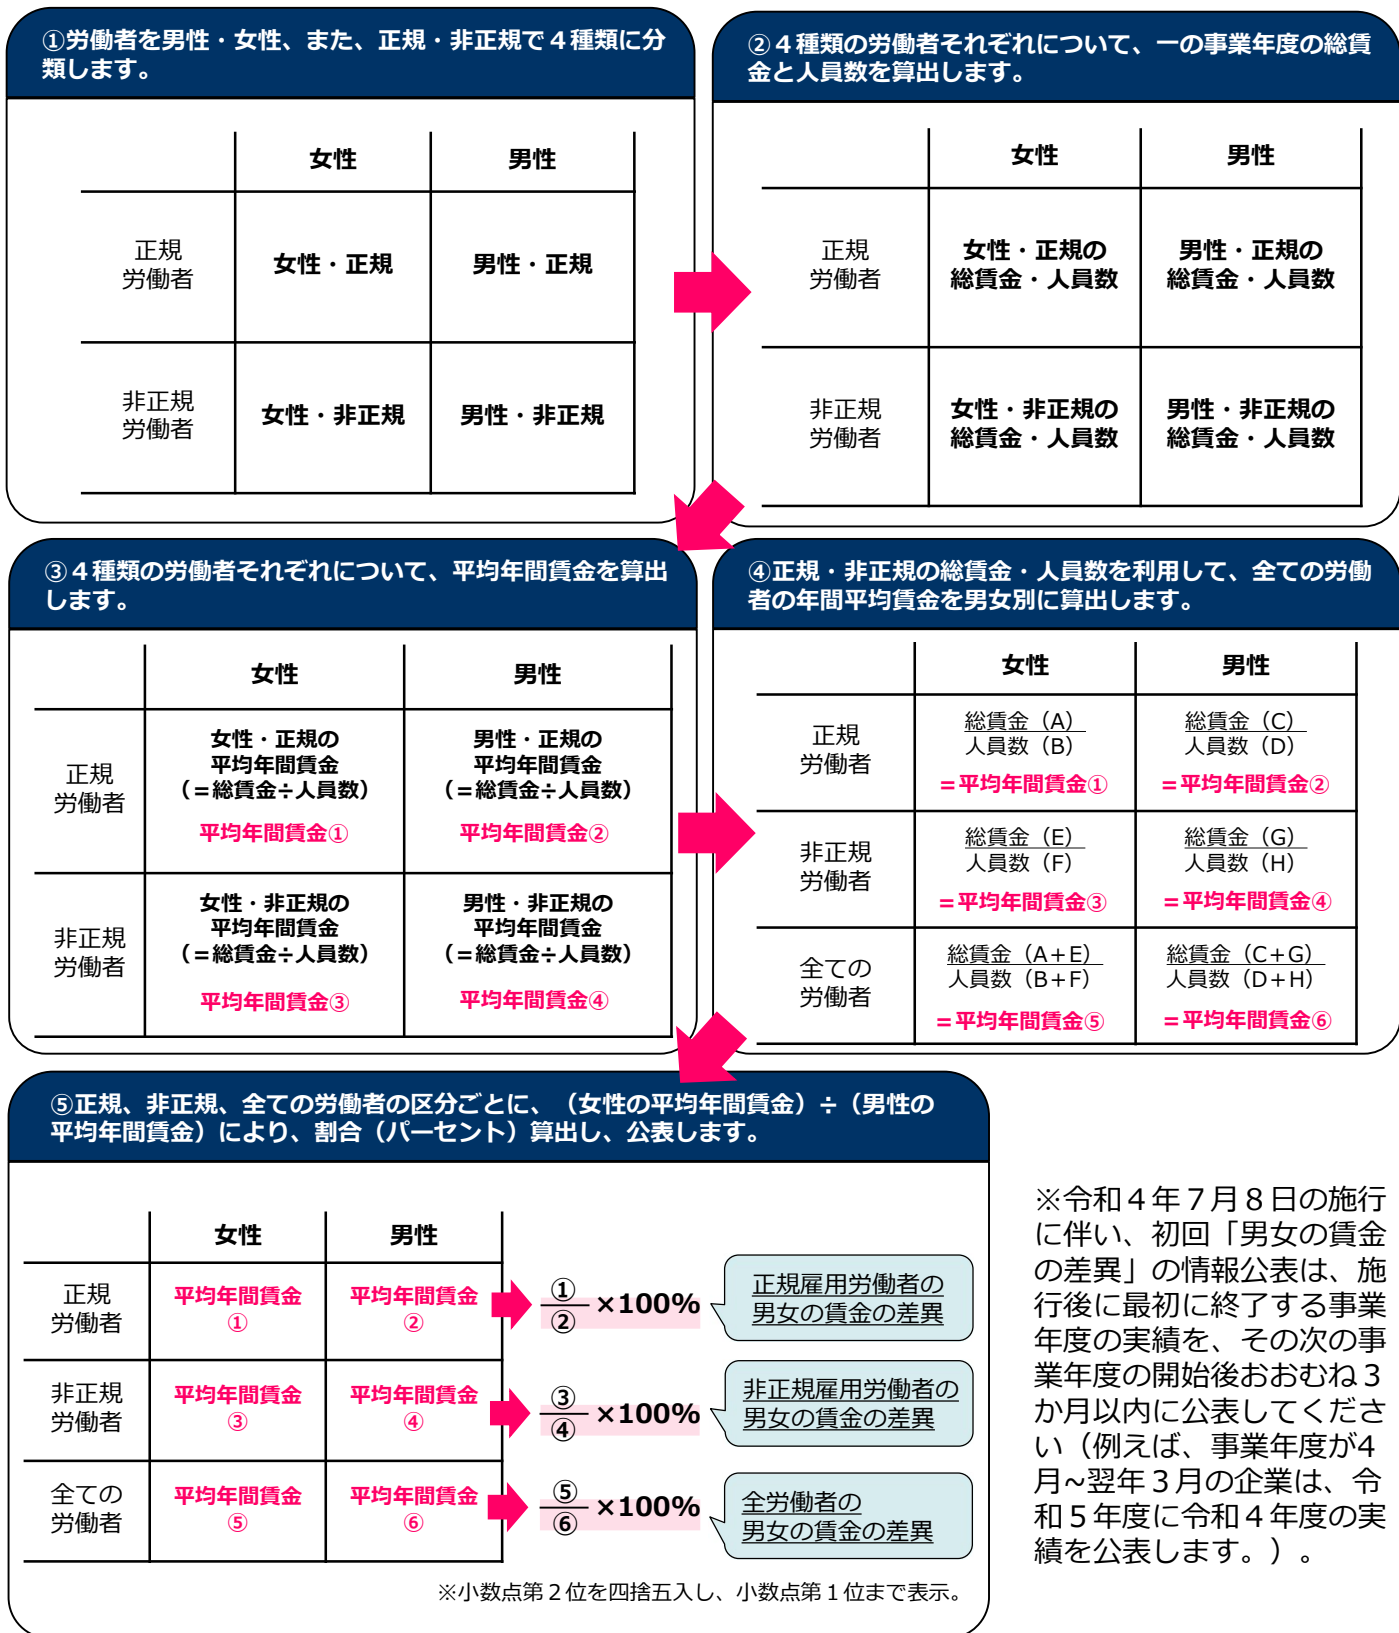 ①労働者を男性・女性、また、正規・非正規で４種類に分
類します。
女性
男性
正規
労働者
女性・正規
男性・正規
非正規
労働者
女性・非正規
男性・非正規
②４種類の労働者それぞれについて、一の事業年度の総賃
金と人員数を算出します。
女性
男性
正規
労働者
女性・正規の
総賃金・人員数
男性・正規の
総賃金・人員数
非正規
労働者
女性・非正規の
総賃金・人員数
男性・非正規の
総賃金・人員数
③４種類の労働者それぞれについて、平均年間賃金を算出
します。
女性
男性
正規
労働者
女性・正規の
平均年間賃金
（＝総賃金÷人員数）
平均年間賃金①
男性・正規の
平均年間賃金
（＝総賃金÷人員数）
平均年間賃金②
非正規
労働者
女性・非正規の
平均年間賃金
（＝総賃金÷人員数）
平均年間賃金③
男性・非正規の
平均年間賃金
（＝総賃金÷人員数）
平均年間賃金④
④正規・非正規の総賃金・人員数を利用して、全ての労働
者の年間平均賃金を男女別に算出します。
女性
男性
正規
労働者
総賃金（A）
人員数（B）
＝平均年間賃金①
総賃金（C）
人員数（D）
＝平均年間賃金②
非正規
労働者
総賃金（E）
人員数（F）
＝平均年間賃金③
総賃金（G）
人員数（H）
＝平均年間賃金④
全ての
労働者
総賃金（A＋E）
人員数（B＋F）
＝平均年間賃金⑤
総賃金（C＋G）
人員数（D＋H）
＝平均年間賃金⑥
⑤正規、非正規、全ての労働者の区分ごとに、（女性の平均年間賃金）÷（男性の
平均年間賃金）により、割合（パーセント）算出し、公表します。
女性
男性
正規
労働者
平均年間賃金
①
平均年間賃金
②
①
②
×100%
正規雇用労働者の
男女の賃金の差異
非正規
労働者
平均年間賃金
③
平均年間賃金
④
③
④
×100%
非正規雇用労働者の
男女の賃金の差異
全ての
労働者
平均年間賃金
⑤
平均年間賃金
⑥
⑤
⑥
×100%
全労働者の
男女の賃金の差異
※小数点第２位を四捨五入し、小数点第１位まで表示。
※令和４年７月８日の施行
に伴い、初回「男女の賃金
の差異」の情報公表は、施
行後に最初に終了する事業
年度の実績を、その次の事
業年度の開始後おおむね３
か月以内に公表してくださ
い（例えば、事業年度が4
月~翌年３月の企業は、令
和５年度に令和４年度の実
績を公表します。）。